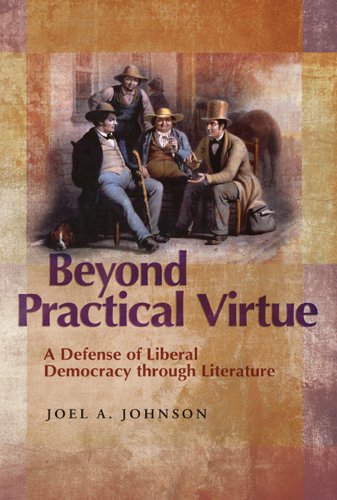 Beyond
Practical Virtue
A Defense of Liberal
Democracy through Literature
JOEL A. JOHNSON